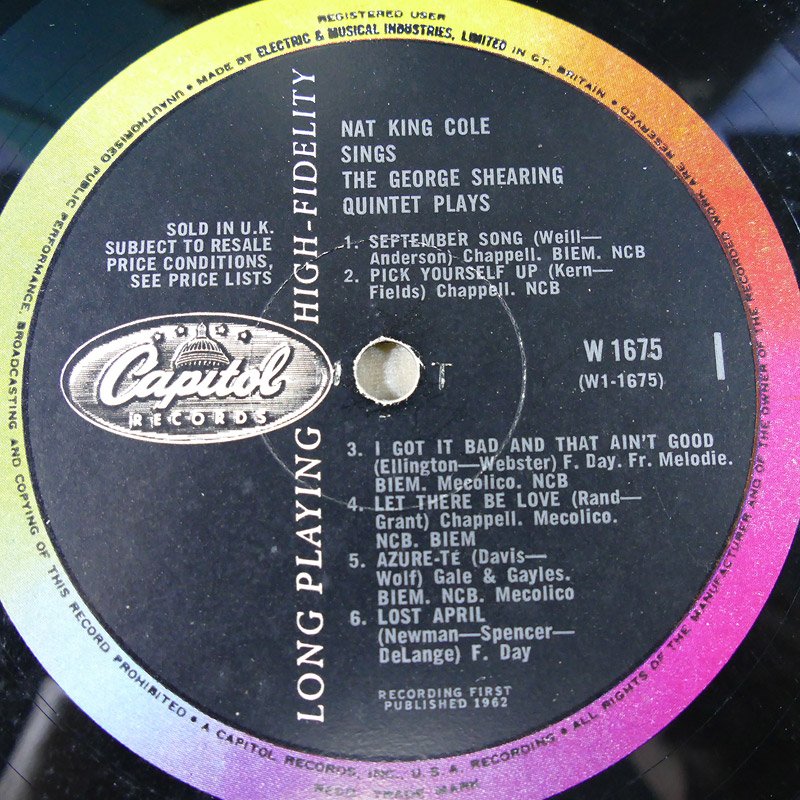 REGISTERED USER
UNAUTHORISED PUBLIC PERFORMANCE, BROADCASTING AND COPYING OF THIS RECORD PROHIBITED • A CAPITOL RECORDS, INC., U.S.A. RECORDING • ALL RIGHTS OF THE MANUFACTURER AND OF THE OWNER OF THE RECORDED WORK ARE RESERVED
• MADE BY ELECTRIC & MUSICAL INDUSTRIES, LIMITED IN GT. BRITAIN •
REGD. TRADE MARK
LONG PLAYING HIGH-FIDELITY
NAT KING COLE
SINGS
THE GEORGE SHEARING
QUINTET PLAYS
SOLD IN U.K.
SUBJECT TO RESALE
PRICE CONDITIONS,
SEE PRICE LISTS
1. SEPTEMBER SONG (Weill—
Anderson) Chappell. BIEM. NCB
2. PICK YOURSELF UP (Kern—
Fields) Chappell. NCB
Capitol
RECORDS
T
W 1675
(W1-1675)
1
3. I GOT IT BAD AND THAT AIN'T GOOD
(Ellington—Webster) F. Day. Fr. Melodie.
BIEM. Mecolico. NCB
4. LET THERE BE LOVE (Rand—
Grant) Chappell. Mecolico.
NCB. BIEM
5. AZURE-TÉ (Davis—
Wolf) Gale & Gayles.
BIEM. NCB. Mecolico
6. LOST APRIL
(Newman—Spencer—
DeLange) F. Day
RECORDING FIRST
PUBLISHED 1962